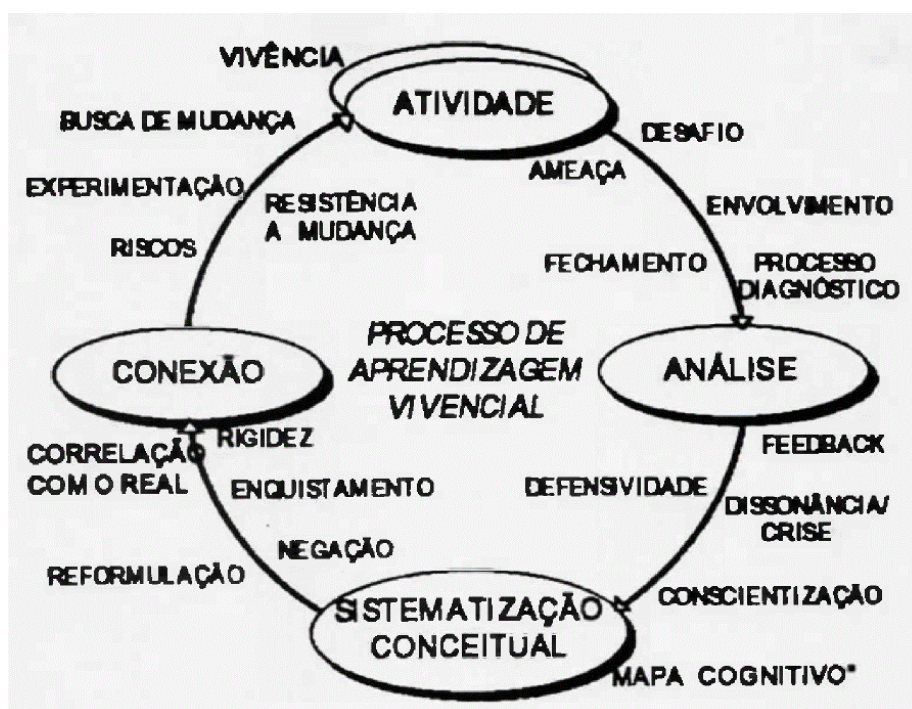 VIVÊNCIA
ATIVIDADE
BUSCA DE MUDANÇA
DESAFIO
AMEAÇA
EXPERIMENTAÇÃO
RESISTÊNCIA
A MUDANÇA
ENVOLVIMENTO
RISCOS
FECHAMENTO
PROCESSO
DIAGNÓSTICO
PROCESSO DE
APRENDIZAGEM
VIVENCIAL
CONEXÃO
ANÁLISE
RIGIDEZ
FEEDBACK
CORRELAÇÃO
COM O REAL
ENQUISTAMENTO
DEFENSIVIDADE
DISSONÂNCIA/
CRISE
NEGAÇÃO
REFORMULAÇÃO
CONSCIENTIZAÇÃO
SISTEMATIZAÇÃO
CONCEITUAL
MAPA COGNITIVO"